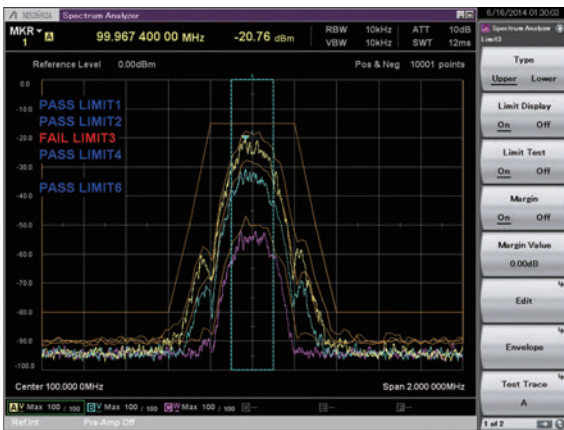 MS2692A Spectrum Analyzer
6/16/2014 01:30:00
MKR 1 A 99.967 400 00 MHz -20.76 dBm
RBW 10kHz ATT 10dB
VBW 10kHz SWT 12ms
Reference Level 0.00dBm Pos & Neg 10001 points
0.0
-10.0
-20.0
-30.0
-40.0
-50.0
-60.0
-70.0
-80.0
-90.0
-100.0
PASS LIMIT1
PASS LIMIT2
FAIL LIMIT3
PASS LIMIT4
PASS LIMIT6
Center 100.000 0MHz Span 2.000 000MHz
A V Max 100 / 100 B V Max 100 / 100 C W Max 100 / 100
Ref.Int Pre-Amp Off
Spectrum Analyzer
Limit3
Type
Upper Lower
Limit Display
On Off
Limit Test
On Off
Margin
On Off
Margin Value
0.00dB
Edit
Envelope
Test Trace
A
1 of 2